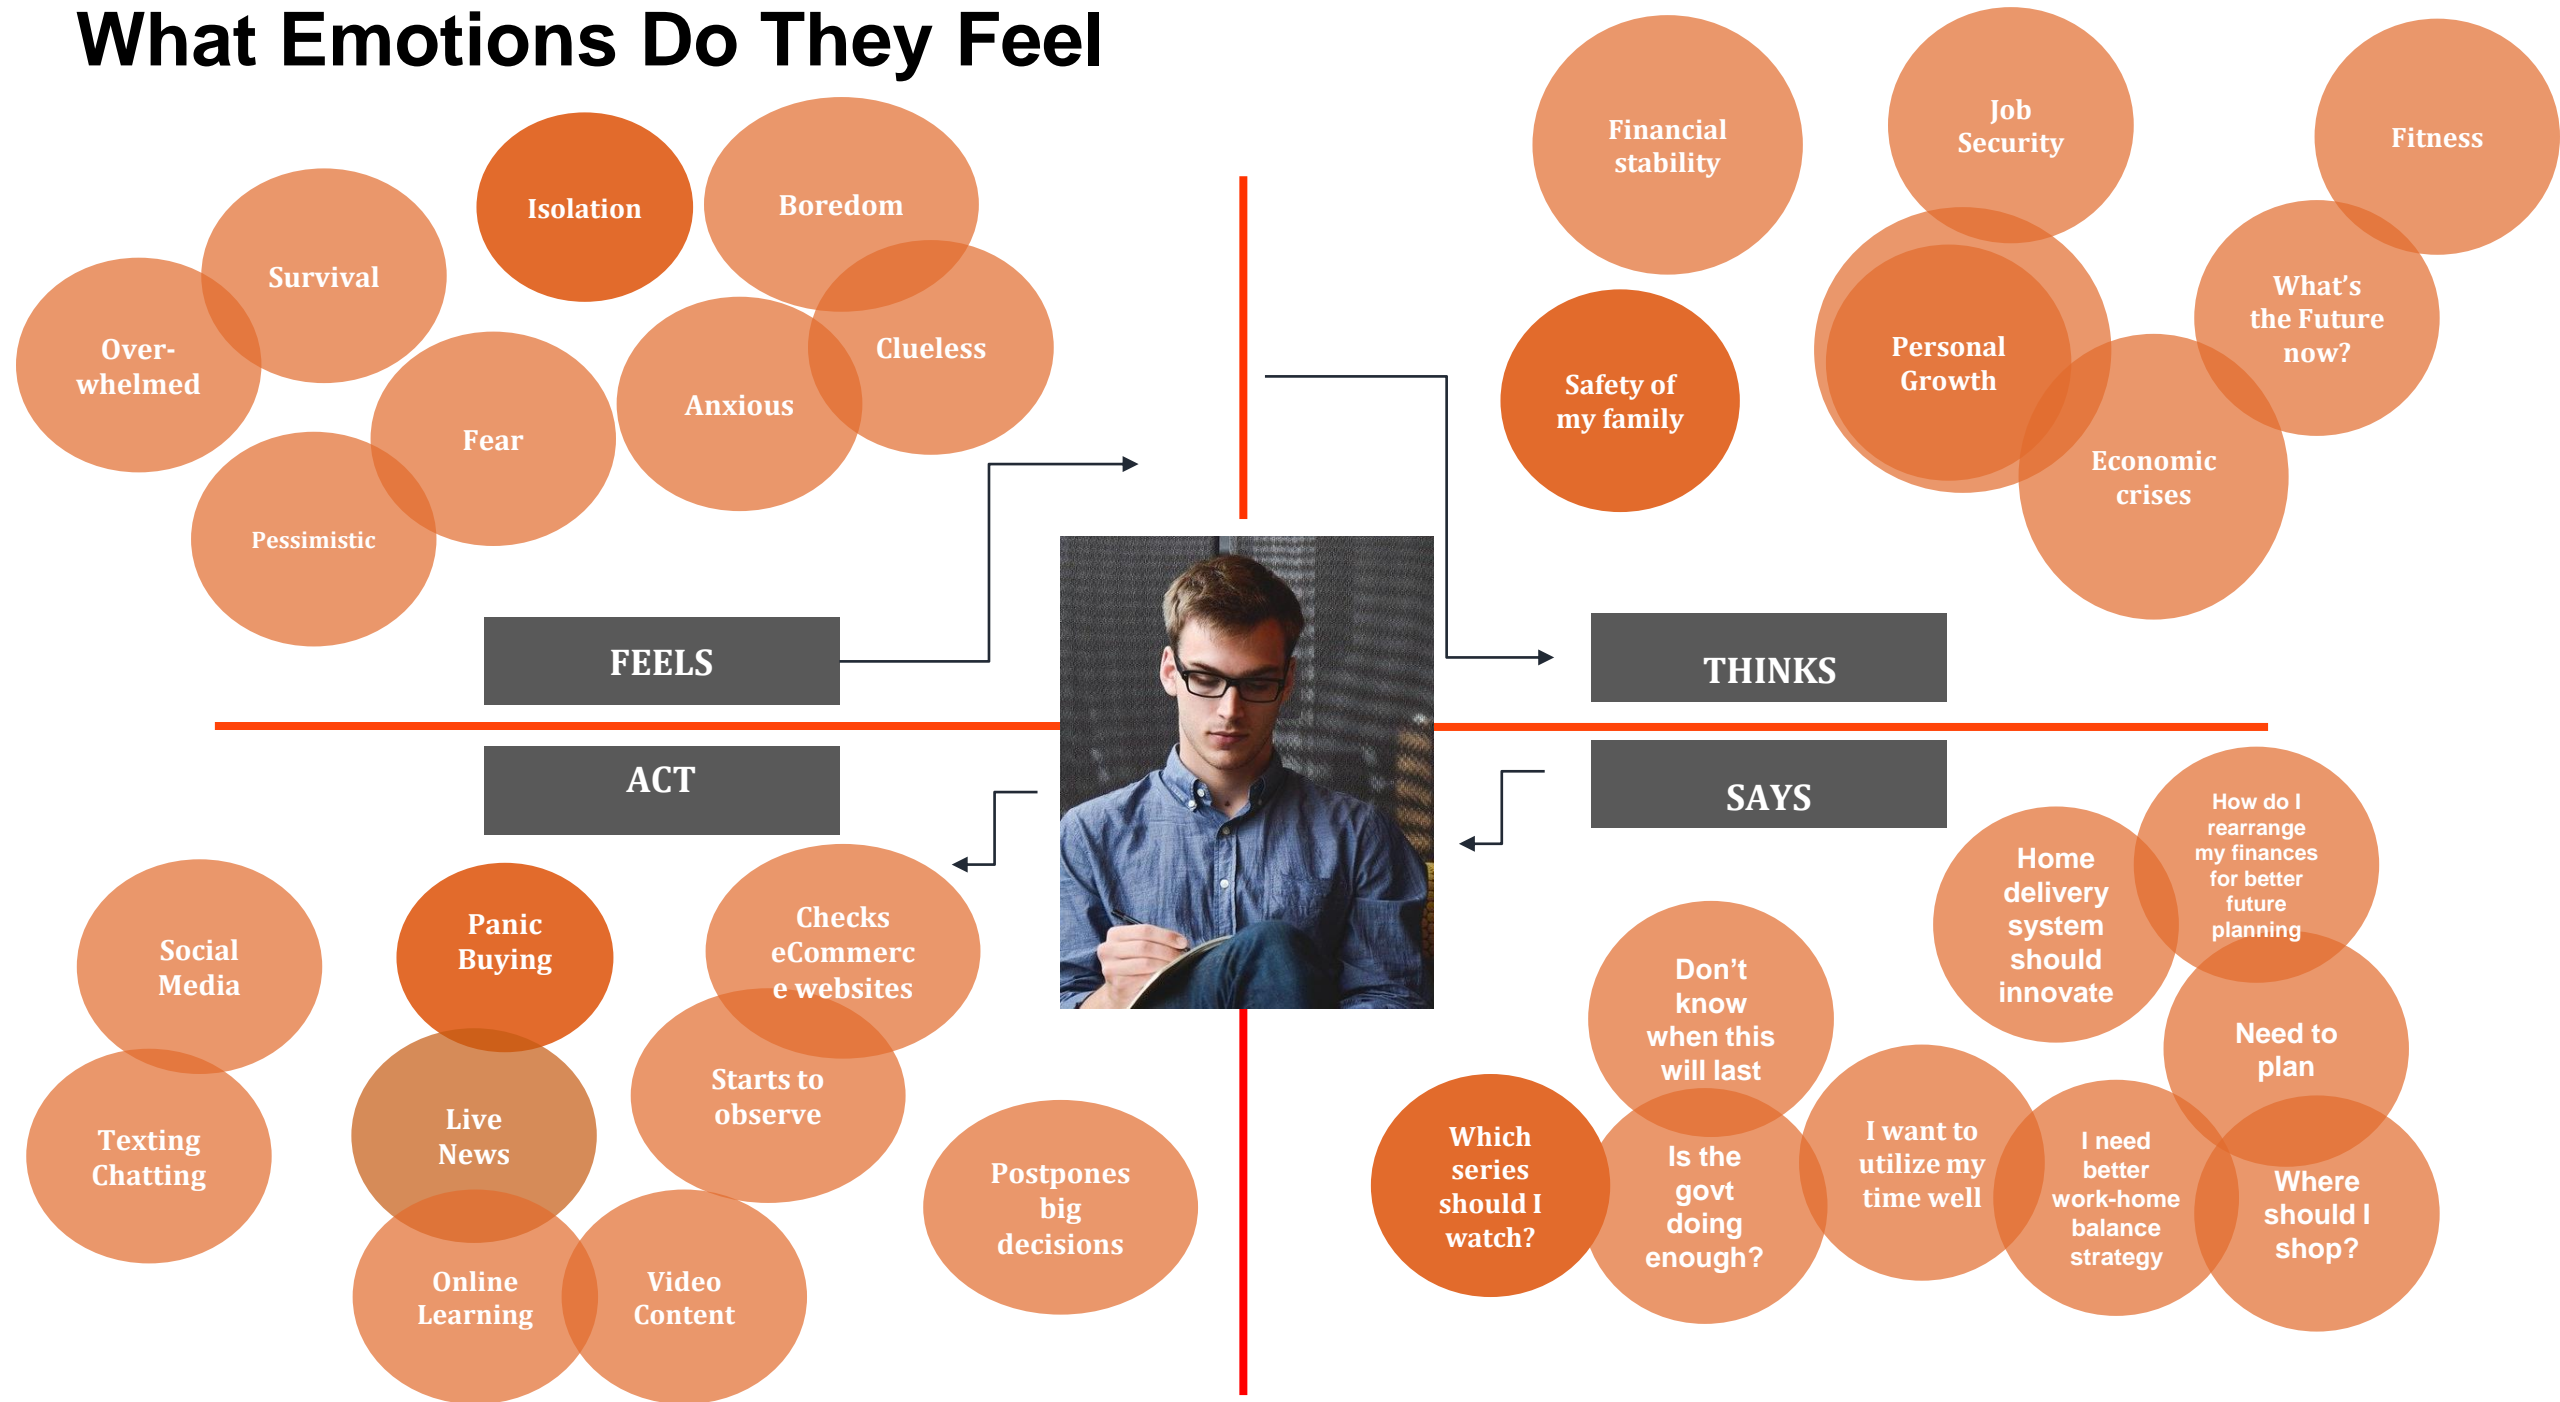 What Emotions Do They Feel
Isolation
Boredom
Survival
Over-
whelmed
Clueless
Anxious
Fear
Pessimistic
FEELS
Financial
stability
Job
Security
Fitness
What’s
the Future
now?
Personal
Growth
Safety of
my family
Economic
crises
THINKS
ACT
Social
Media
Panic
Buying
Checks
eCommerc
e websites
Starts to
observe
Live
News
Texting
Chatting
Postpones
big
decisions
Online
Learning
Video
Content
SAYS
How do I
rearrange
my finances
for better
future
planning
Home
delivery
system
should
innovate
Don’t
know
when this
will last
Need to
plan
Which
series
should I
watch?
Is the
govt
doing
enough?
I want to
utilize my
time well
I need
better
work-home
balance
strategy
Where
should I
shop?